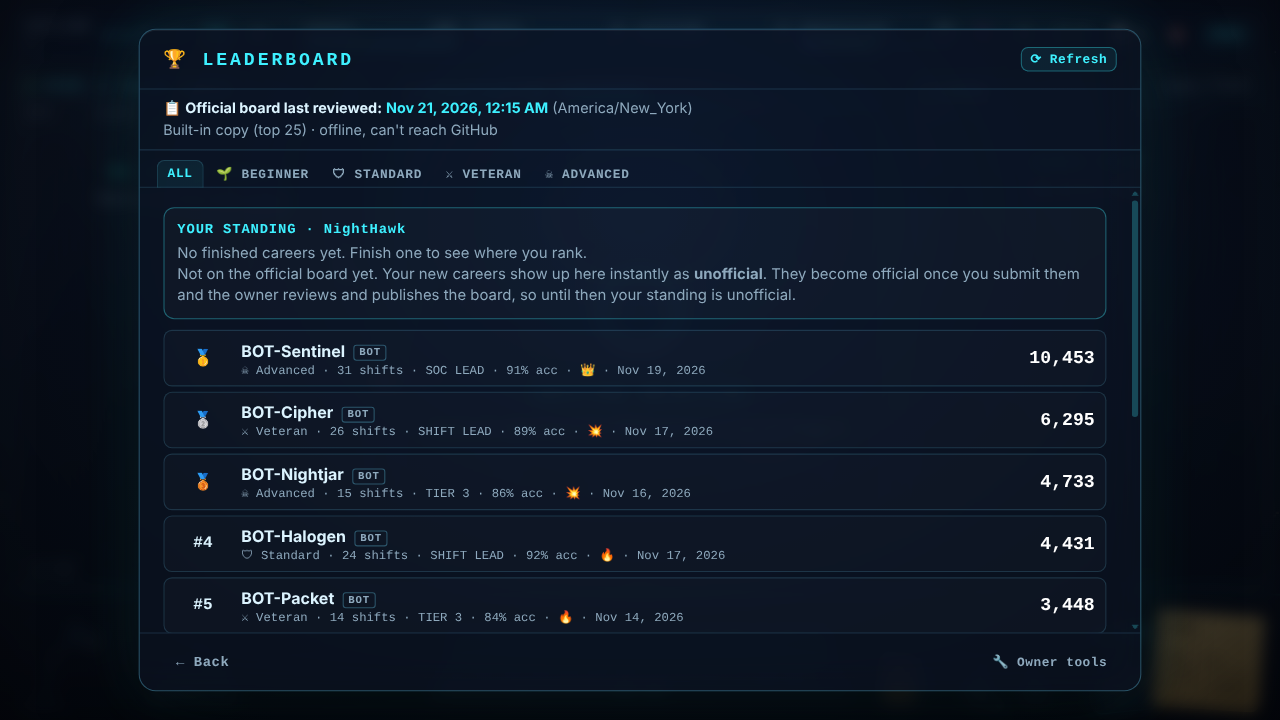 🏆 LEADERBOARD
⟳ Refresh
📋 Official board last reviewed: Nov 21, 2026, 12:15 AM (America/New_York)
Built-in copy (top 25) · offline, can't reach GitHub
ALL 🌱 BEGINNER 🛡 STANDARD ⚔ VETERAN ☠ ADVANCED
YOUR STANDING · NightHawk
No finished careers yet. Finish one to see where you rank.
Not on the official board yet. Your new careers show up here instantly as unofficial. They become official once you submit them
and the owner reviews and publishes the board, so until then your standing is unofficial.
🥇 BOT-Sentinel BOT
☠ Advanced · 31 shifts · SOC LEAD · 91% acc · 👑 · Nov 19, 2026
10,453
🥈 BOT-Cipher BOT
⚔ Veteran · 26 shifts · SHIFT LEAD · 89% acc · 💥 · Nov 17, 2026
6,295
🥉 BOT-Nightjar BOT
☠ Advanced · 15 shifts · TIER 3 · 86% acc · 💥 · Nov 16, 2026
4,733
#4 BOT-Halogen BOT
🛡 Standard · 24 shifts · SHIFT LEAD · 92% acc · 🔥 · Nov 17, 2026
4,431
#5 BOT-Packet BOT
⚔ Veteran · 14 shifts · TIER 3 · 84% acc · 🔥 · Nov 14, 2026
3,448
← Back
🔧 Owner tools